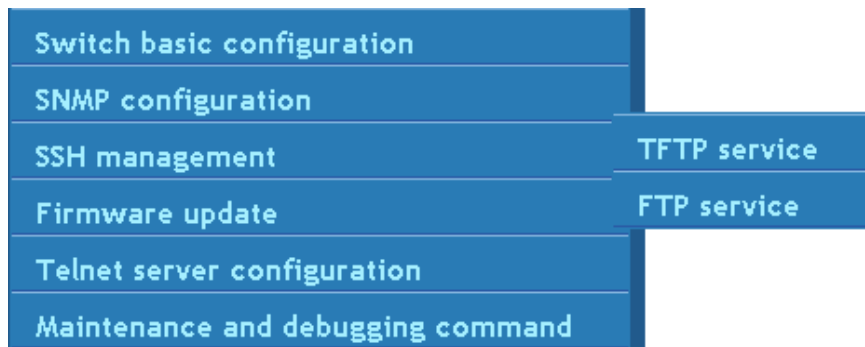 Switch basic configuration
SNMP configuration
SSH management
Firmware update
Telnet server configuration
Maintenance and debugging command
TFTP service
FTP service